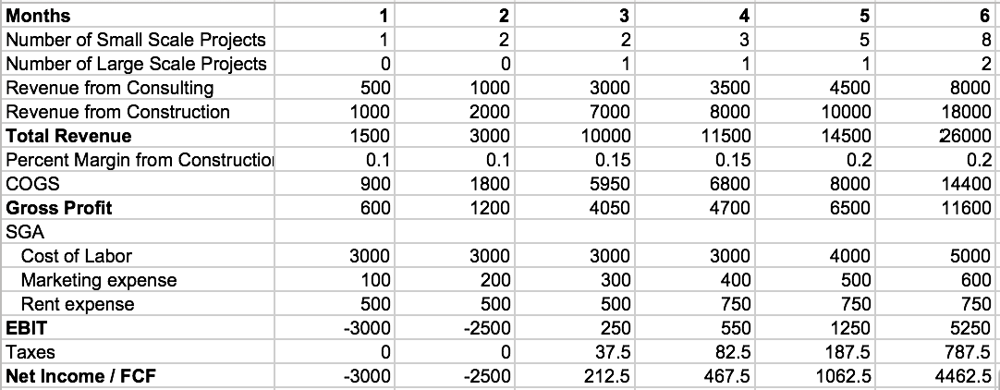 Months 1 2 3 4 5 6
Number of Small Scale Projects 1 2 2 3 5 8
Number of Large Scale Projects 0 0 1 1 1 2
Revenue from Consulting 500 1000 3000 3500 4500 8000
Revenue from Construction 1000 2000 7000 8000 10000 18000
Total Revenue 1500 3000 10000 11500 14500 26000
Percent Margin from Constructio 0.1 0.1 0.15 0.15 0.2 0.2
COGS 900 1800 5950 6800 8000 14400
Gross Profit 600 1200 4050 4700 6500 11600
SGA
Cost of Labor 3000 3000 3000 3000 4000 5000
Marketing expense 100 200 300 400 500 600
Rent expense 500 500 500 750 750 750
EBIT -3000 -2500 250 550 1250 5250
Taxes 0 0 37.5 82.5 187.5 787.5
Net Income / FCF -3000 -2500 212.5 467.5 1062.5 4462.5